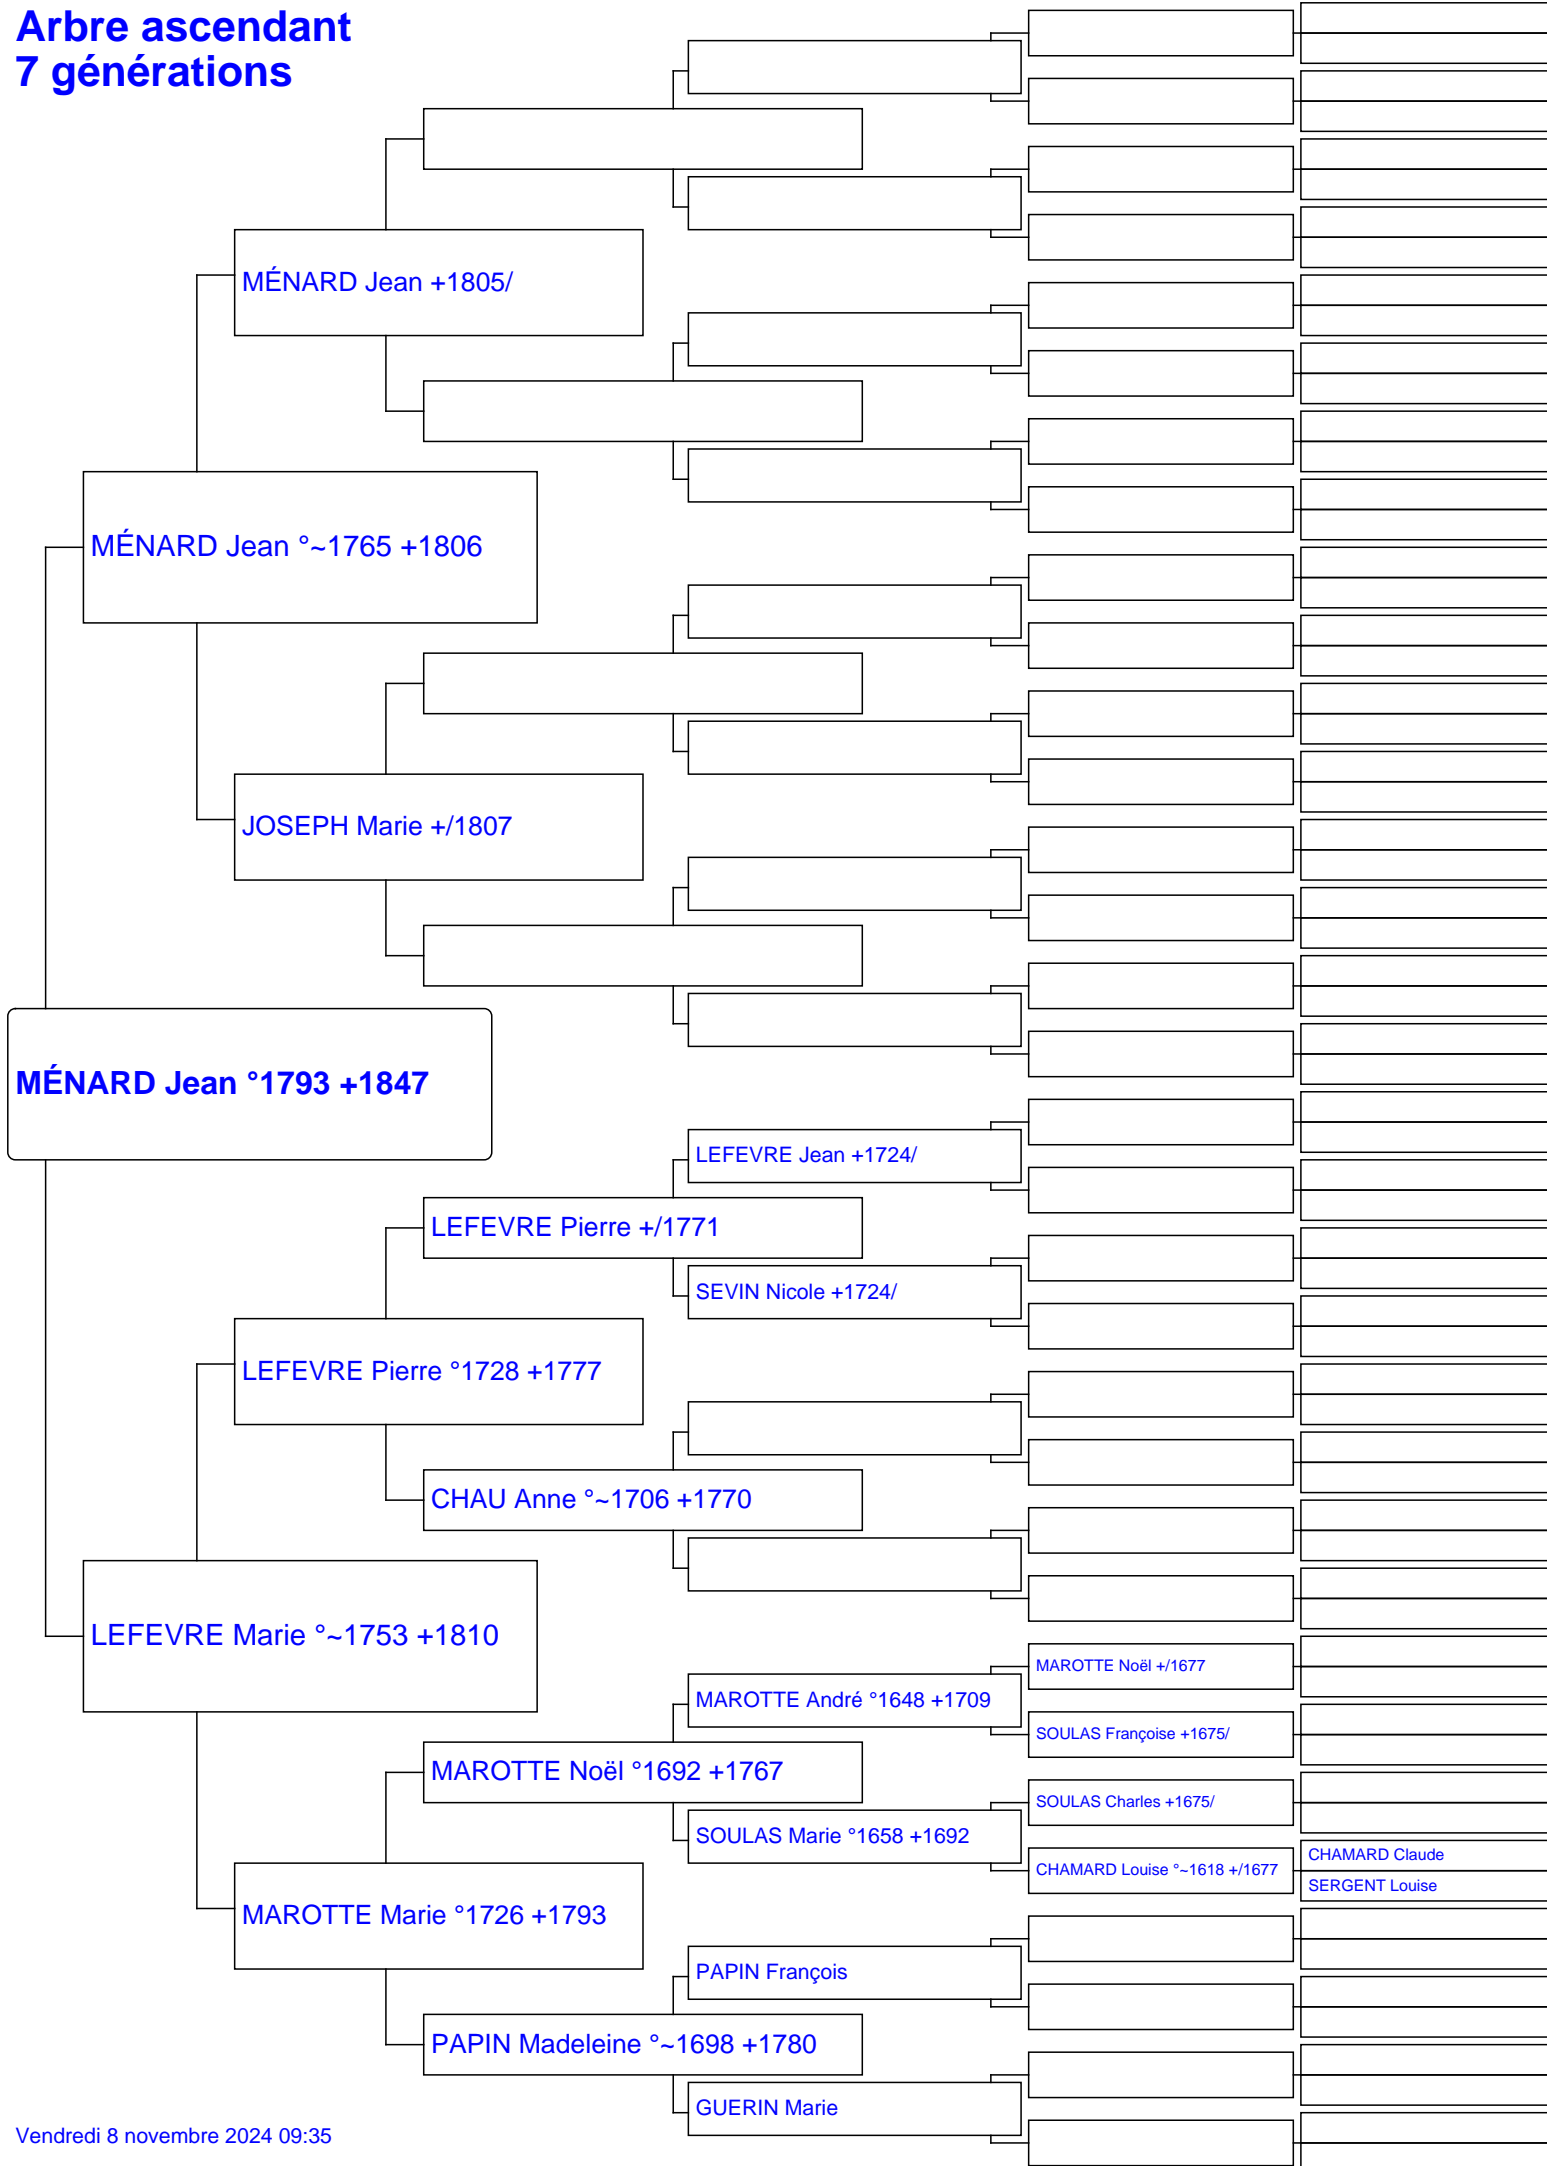 Arbre ascendant
7 générations
MÉNARD Jean +1805/
MÉNARD Jean °~1765 +1806
JOSEPH Marie +/1807
MÉNARD Jean °1793 +1847
LEFEVRE Jean +1724/
LEFEVRE Pierre +/1771
SEVIN Nicole +1724/
LEFEVRE Pierre °1728 +1777
CHAU Anne °~1706 +1770
LEFEVRE Marie °~1753 +1810
MAROTTE Noël +/1677
MAROTTE André °1648 +1709
SOULAS Françoise +1675/
MAROTTE Noël °1692 +1767
SOULAS Charles +1675/
SOULAS Marie °1658 +1692
CHAMARD Claude
CHAMARD Louise °~1618 +/1677
SERGENT Louise
MAROTTE Marie °1726 +1793
PAPIN François
PAPIN Madeleine °~1698 +1780
GUERIN Marie
Vendredi 8 novembre 2024 09:35